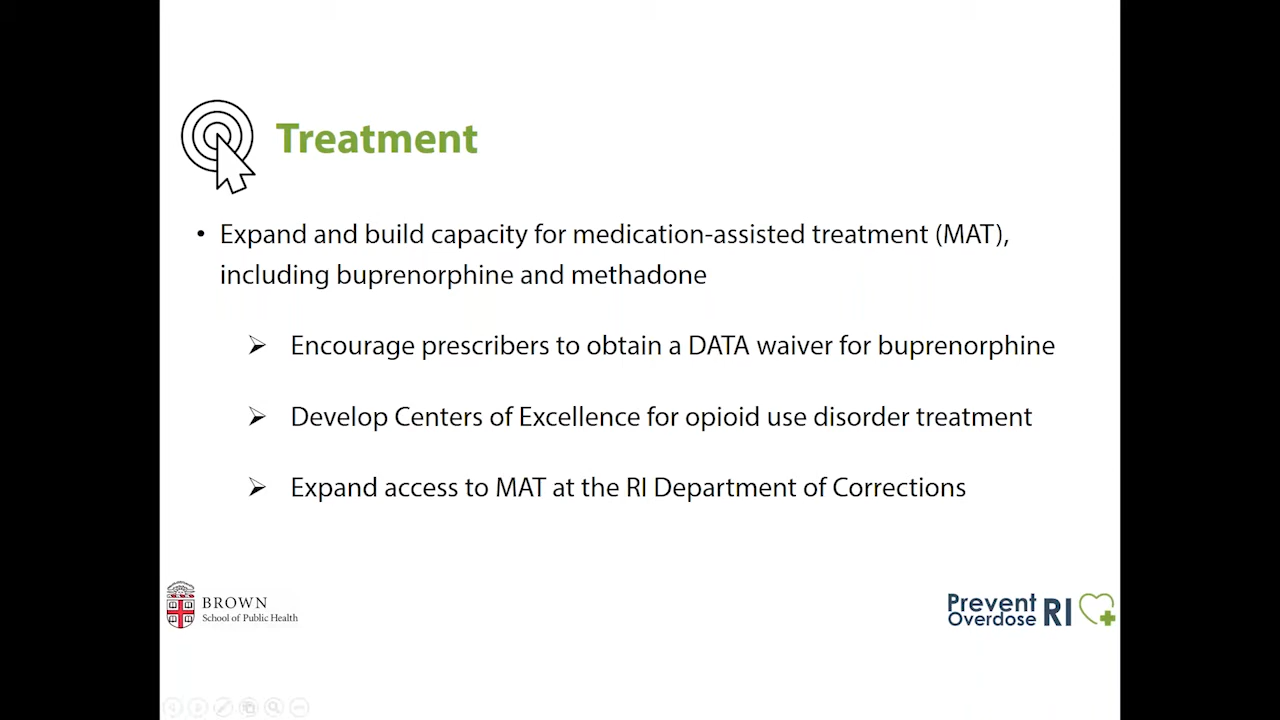 Treatment
• Expand and build capacity for medication-assisted treatment (MAT),
including buprenorphine and methadone
➢ Encourage prescribers to obtain a DATA waiver for buprenorphine
➢ Develop Centers of Excellence for opioid use disorder treatment
➢ Expand access to MAT at the RI Department of Corrections
BROWN
School of Public Health
Prevent
Overdose RI